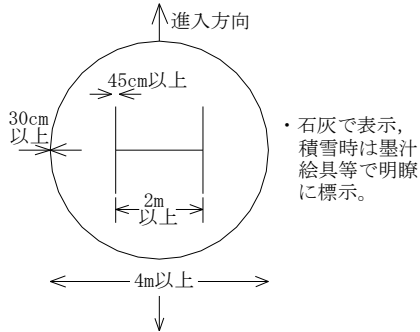 進入方向
45cm以上
30cm
以上
2m
以上
4m以上
・石灰で表示,
積雪時は墨汁
絵具等で明瞭
に標示。